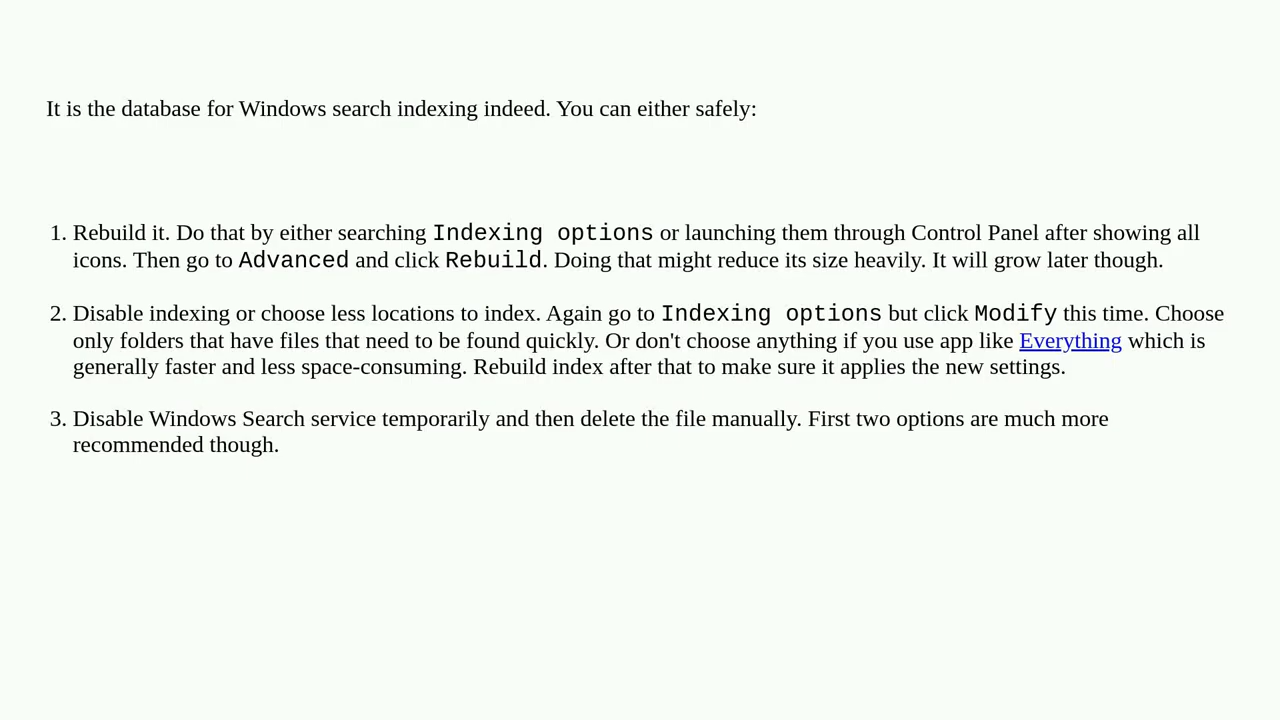 It is the database for Windows search indexing indeed. You can either safely:
1. Rebuild it. Do that by either searching Indexing options or launching them through Control Panel after showing all
icons. Then go to Advanced and click Rebuild. Doing that might reduce its size heavily. It will grow later though.
2. Disable indexing or choose less locations to index. Again go to Indexing options but click Modify this time. Choose
only folders that have files that need to be found quickly. Or don't choose anything if you use app like Everything which is
generally faster and less space-consuming. Rebuild index after that to make sure it applies the new settings.
3. Disable Windows Search service temporarily and then delete the file manually. First two options are much more
recommended though.